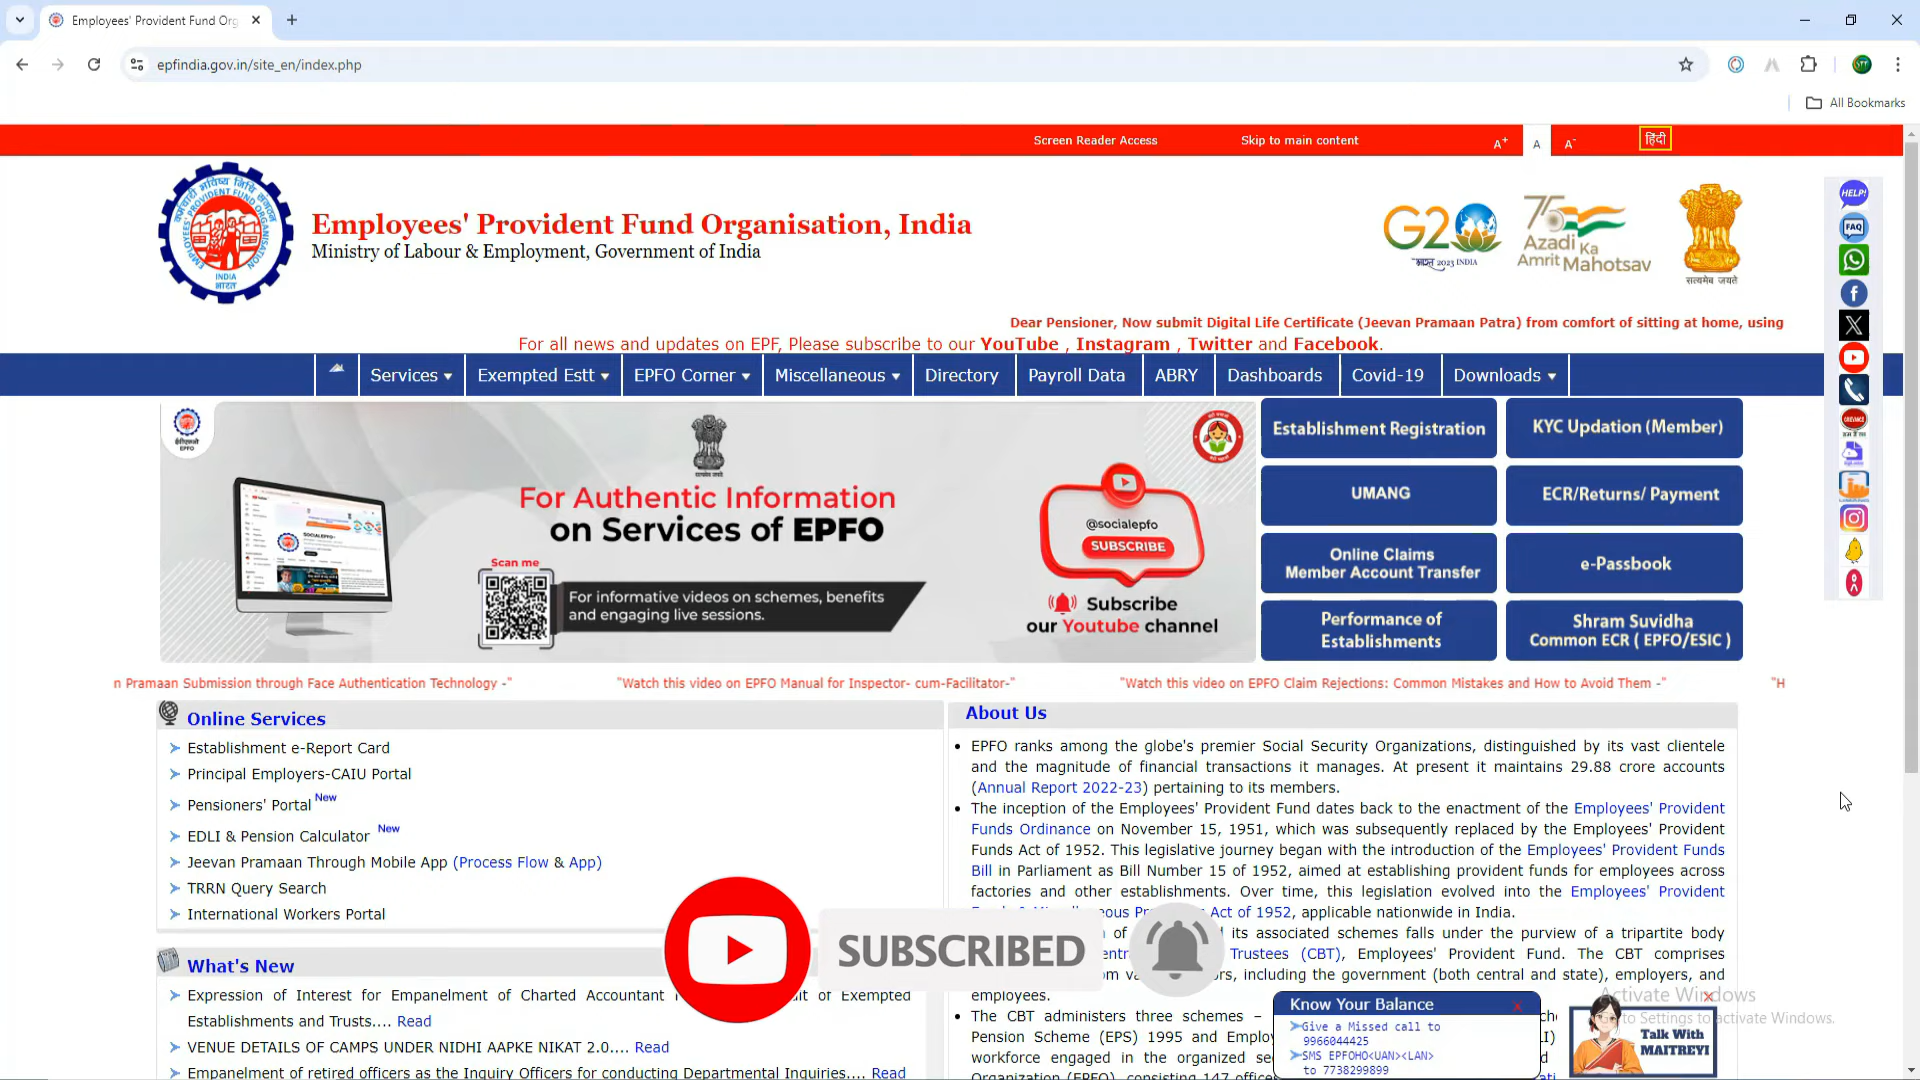 Employees' Provident Fund Org
epfindia.gov.in/site_en/index.php
All Bookmarks
Screen Reader Access
Skip to main content
A+
A
A-
हिंदी
Employees' Provident Fund Organisation, India
Ministry of Labour & Employment, Government of India
G20
भारत 2023 INDIA
75
Azadi Ka
Amrit Mahotsav
सत्यमेव जयते
HELP!
FAQ
Dear Pensioner, Now submit Digital Life Certificate (Jeevan Pramaan Patra) from comfort of sitting at home, using
For all news and updates on EPF, Please subscribe to our YouTube , Instagram , Twitter and Facebook.
Services
Exempted Estt
EPFO Corner
Miscellaneous
Directory
Payroll Data
ABRY
Dashboards
Covid-19
Downloads
For Authentic Information
on Services of EPFO
Scan me
For informative videos on schemes, benefits
and engaging live sessions.
@socialepfo
SUBSCRIBE
Subscribe
our Youtube channel
Establishment Registration
KYC Updation (Member)
UMANG
ECR/Returns/ Payment
Online Claims
Member Account Transfer
e-Passbook
Performance of
Establishments
Shram Suvidha
Common ECR ( EPFO/ESIC )
n Pramaan Submission through Face Authentication Technology -"
"Watch this video on EPFO Manual for Inspector- cum-Facilitator-"
"Watch this video on EPFO Claim Rejections: Common Mistakes and How to Avoid Them -"
"H
Online Services
Establishment e-Report Card
Principal Employers-CAIU Portal
Pensioners' Portal New
EDLI & Pension Calculator New
Jeevan Pramaan Through Mobile App (Process Flow & App)
TRRN Query Search
International Workers Portal
What's New
Expression of Interest for Empanelment of Charted Accountant
it of Exempted
Establishments and Trusts.... Read
VENUE DETAILS OF CAMPS UNDER NIDHI AAPKE NIKAT 2.0.... Read
Empanelment of retired officers as the Inquiry Officers for conducting Departmental Inquiries.... Read
About Us
EPFO ranks among the globe's premier Social Security Organizations, distinguished by its vast clientele
and the magnitude of financial transactions it manages. At present it maintains 29.88 crore accounts
(Annual Report 2022-23) pertaining to its members.
The inception of the Employees' Provident Fund dates back to the enactment of the Employees' Provident
Funds Ordinance on November 15, 1951, which was subsequently replaced by the Employees' Provident
Funds Act of 1952. This legislative journey began with the introduction of the Employees' Provident Funds
Bill in Parliament as Bill Number 15 of 1952, aimed at establishing provident funds for employees across
factories and other establishments. Over time, this legislation evolved into the Employees' Provident
Act of 1952, applicable nationwide in India.
of
its associated schemes falls under the purview of a tripartite body
Trustees (CBT), Employees' Provident Fund. The CBT comprises
including the government (both central and state), employers, and
employees.
The CBT administers three schemes –
Pension Scheme (EPS) 1995 and
workforce engaged in the organized
Organization (EPFO), consisting 147
SUBSCRIBED
Know Your Balance
Give a Missed call to
9966044425
SMS EPFOHO<UAN><LAN>
to 7738299899
Talk With
MAITREYI
Activate Windows
to Settings to activate Windows.